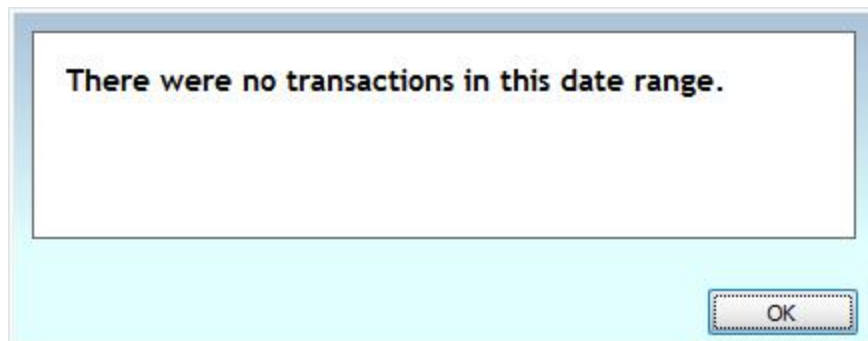 There were no transactions in this date range.
OK